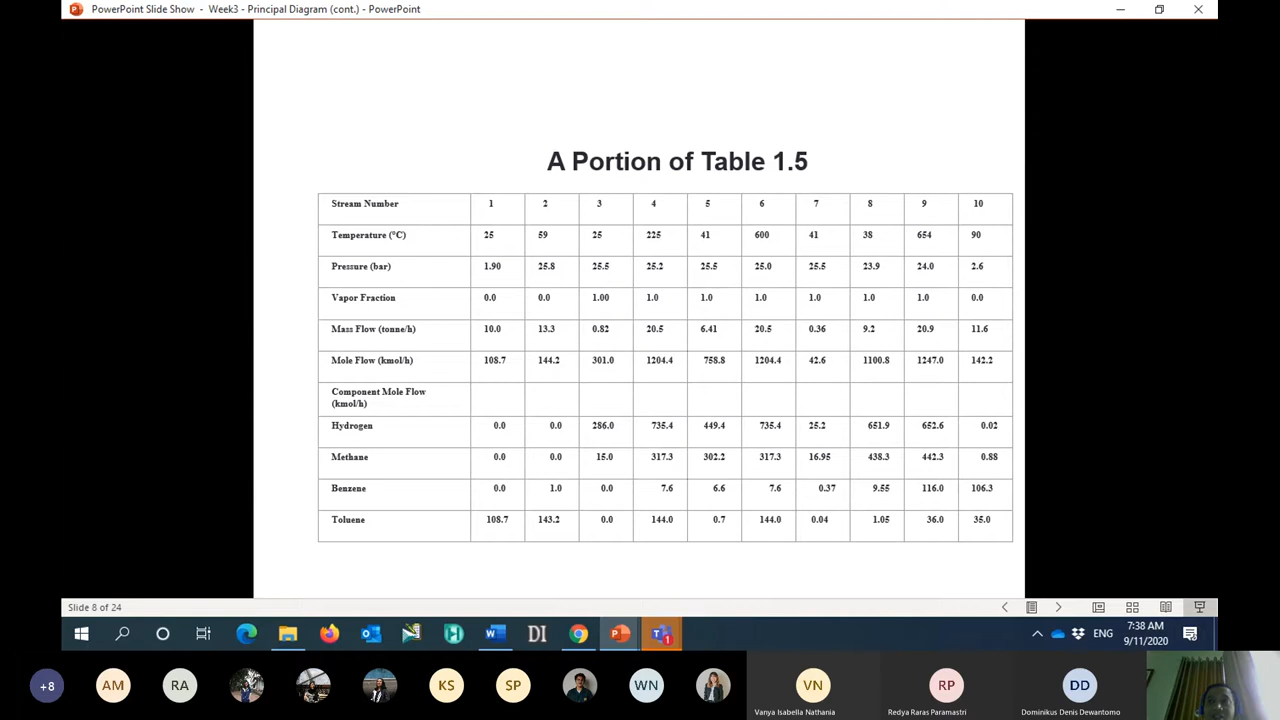 PowerPoint Slide Show - Week3 - Principal Diagram (cont.) - PowerPoint
A Portion of Table 1.5
Stream Number 1 2 3 4 5 6 7 8 9 10
Temperature (°C) 25 59 25 225 41 600 41 38 654 90
Pressure (bar) 1.90 25.8 25.5 25.2 25.5 25.0 25.5 23.9 24.0 2.6
Vapor Fraction 0.0 0.0 1.00 1.0 1.0 1.0 1.0 1.0 1.0 0.0
Mass Flow (tonne/h) 10.0 13.3 0.82 20.5 6.41 20.5 0.36 9.2 20.9 11.6
Mole Flow (kmol/h) 108.7 144.2 301.0 1204.4 758.8 1204.4 42.6 1100.8 1247.0 142.2
Component Mole Flow
(kmol/h)
Hydrogen 0.0 0.0 286.0 735.4 449.4 735.4 25.2 651.9 652.6 0.02
Methane 0.0 0.0 15.0 317.3 302.2 317.3 16.95 438.3 442.3 0.88
Benzene 0.0 1.0 0.0 7.6 6.6 7.6 0.37 9.55 116.0 106.3
Toluene 108.7 143.2 0.0 144.0 0.7 144.0 0.04 1.05 36.0 35.0
Slide 8 of 24
DI
1
ENG
7:38 AM
9/11/2020
+8 AM RA KS SP WN VN RP DD
Vanya Isabella Nathania Redya Raras Paramastri Dominikus Denis Dewantomo